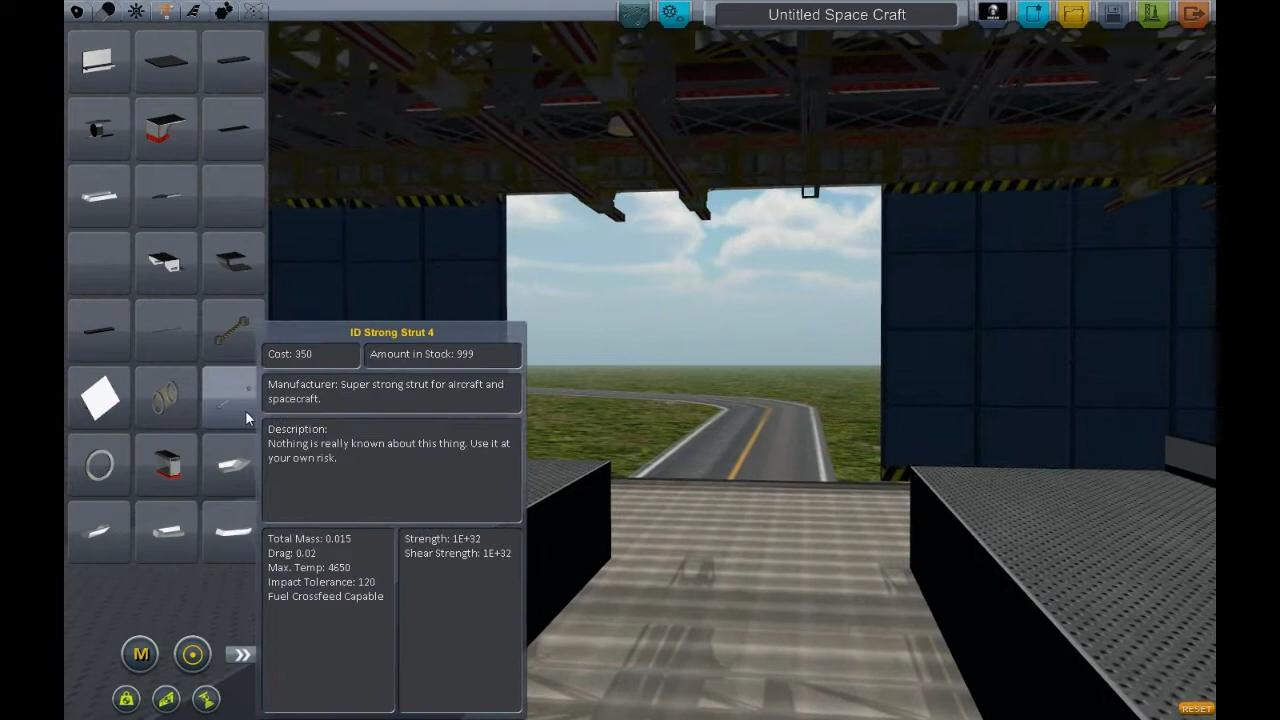 Untitled Space Craft
ID Strong Strut 4
Cost: 350
Amount in Stock: 999
Manufacturer: Super strong strut for aircraft and
spacecraft.
Description:
Nothing is really known about this thing. Use it at
your own risk.
Total Mass: 0.015
Drag: 0.02
Max. Temp: 4650
Impact Tolerance: 120
Fuel Crossfeed Capable
Strength: 1E+32
Shear Strength: 1E+32
M
RESET